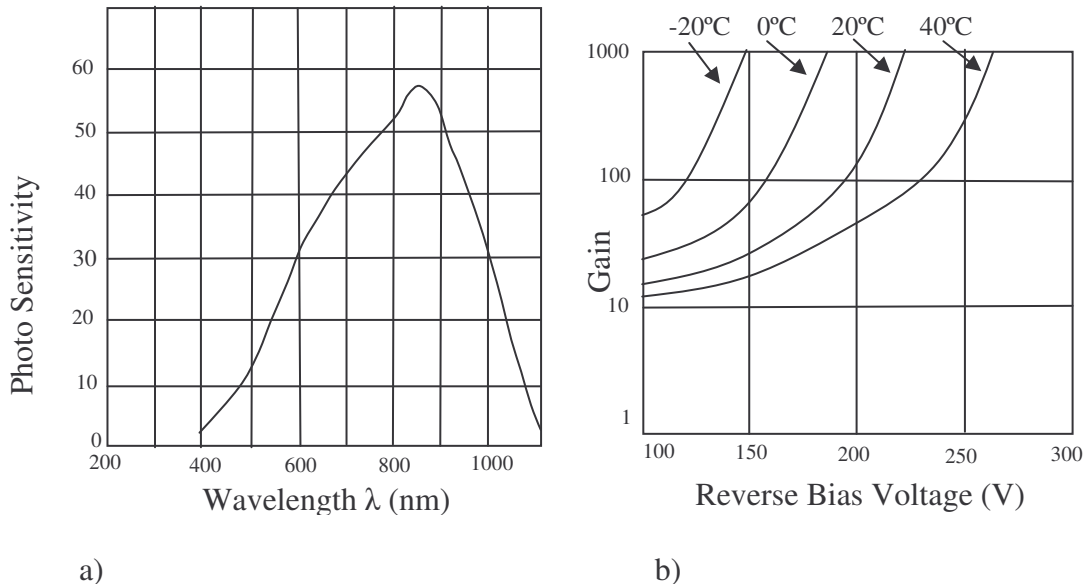 60
50
40
30
20
10
0
200 400 600 800 1000
Photo Sensitivity
Wavelength λ (nm)
a)
-20ºC 0ºC 20ºC 40ºC
1000
100
10
1
100 150 200 250 300
Gain
Reverse Bias Voltage (V)
b)